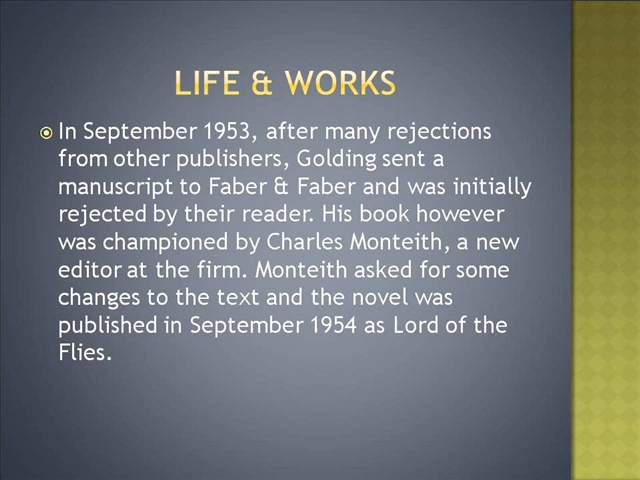 LIFE & WORKS
In September 1953, after many rejections
from other publishers, Golding sent a
manuscript to Faber & Faber and was initially
rejected by their reader. His book however
was championed by Charles Monteith, a new
editor at the firm. Monteith asked for some
changes to the text and the novel was
published in September 1954 as Lord of the
Flies.